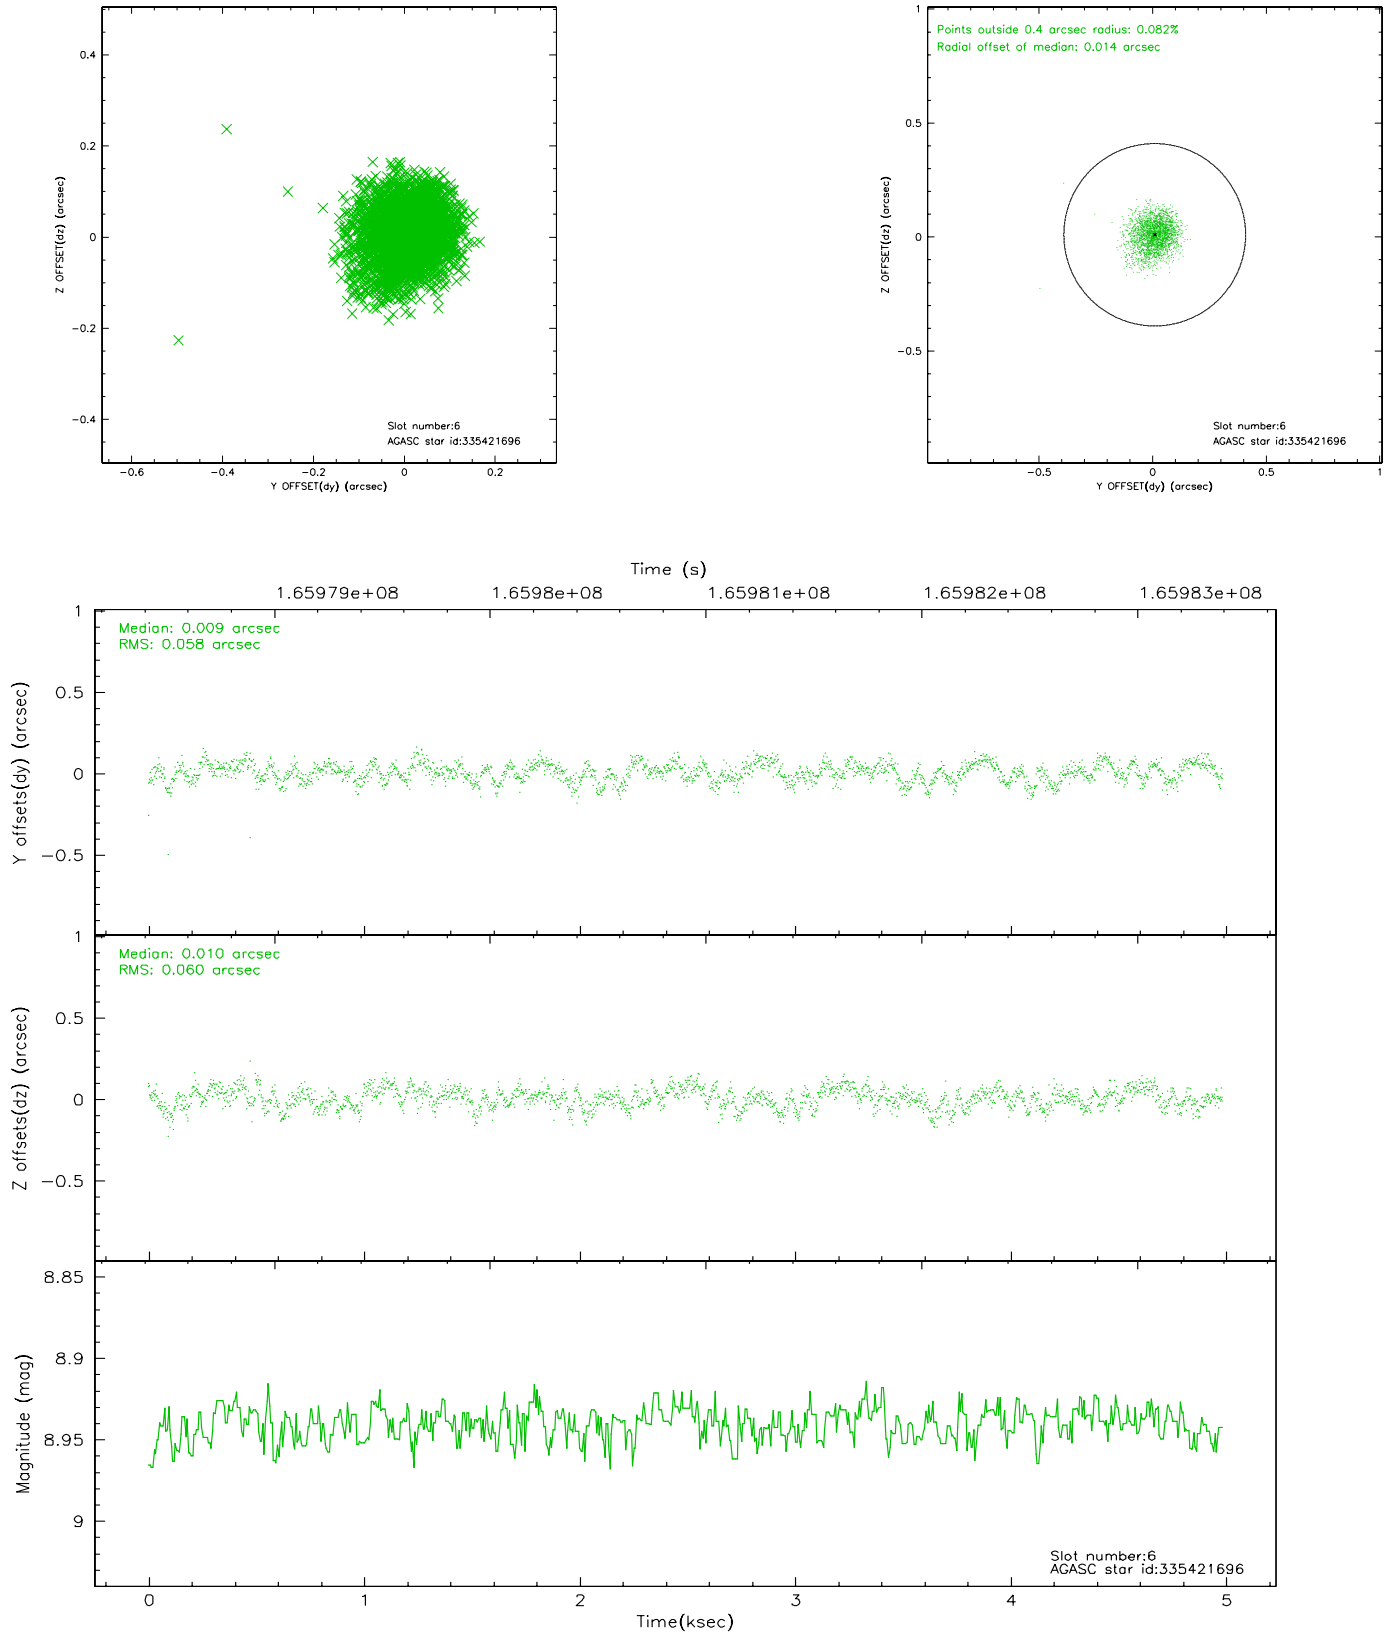 0.4
0.2
0
−0.2
−0.4
Z OFFSET(dz) (arcsec)
Slot number:6
AGASC star id:335421696
−0.6
−0.4
−0.2
0
0.2
Y OFFSET(dy) (arcsec)
Points outside 0.4 arcsec radius: 0.082%
Radial offset of median: 0.014 arcsec
1
0.5
0
−0.5
Z OFFSET(dz) (arcsec)
Slot number:6
AGASC star id:335421696
−0.5
0
0.5
1
Y OFFSET(dy) (arcsec)
Time (s)
1.65979e+08
1.6598e+08
1.65981e+08
1.65982e+08
1.65983e+08
Median: 0.009 arcsec
RMS: 0.058 arcsec
1
0.5
0
−0.5
Y offsets(dy) (arcsec)
Median: 0.010 arcsec
RMS: 0.060 arcsec
1
0.5
0
−0.5
Z offsets(dz) (arcsec)
8.85
8.9
8.95
9
Magnitude (mag)
Slot number:6
AGASC star id:335421696
0
1
2
3
4
5
Time(ksec)